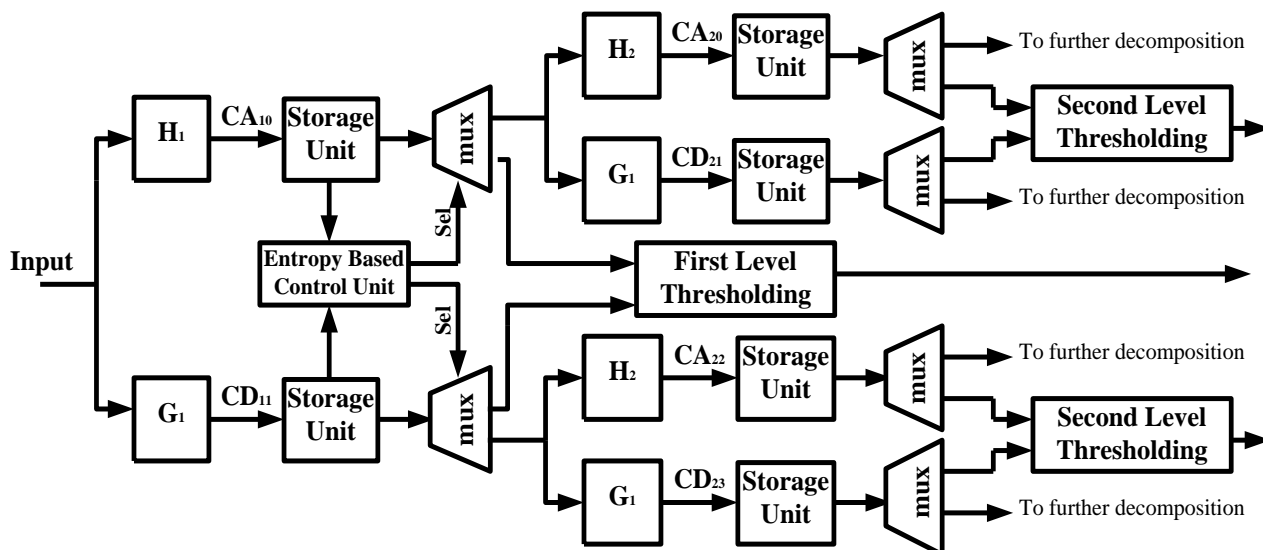 H₂
CA₂₀
Storage
Unit
mux
To further decomposition
H₁
CA₁₀
Storage
Unit
mux
Second Level
Thresholding
G₁
CD₂₁
Storage
Unit
mux
To further decomposition
Sel
Input
Entropy Based
Control Unit
First Level
Thresholding
Sel
H₂
CA₂₂
Storage
Unit
mux
To further decomposition
G₁
CD₁₁
Storage
Unit
mux
Second Level
Thresholding
G₁
CD₂₃
Storage
Unit
mux
To further decomposition